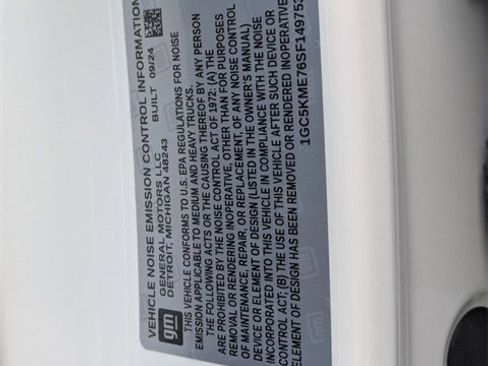 VEHICLE NOISE EMISSION CONTROL INFORMATION
GENERAL MOTORS LLC
DETROIT, MICHIGAN 48243
BUILT 09/24
gm
THIS VEHICLE CONFORMS TO U.S. EPA REGULATIONS FOR NOISE
EMISSION APPLICABLE TO MEDIUM AND HEAVY TRUCKS.
THE FOLLOWING ACTS OR THE CAUSING THEREOF BY ANY PERSON
ARE PROHIBITED BY THE NOISE CONTROL ACT OF 1972: (A) THE
REMOVAL OR RENDERING INOPERATIVE, OTHER THAN FOR PURPOSES
OF MAINTENANCE, REPAIR, OR REPLACEMENT, OF ANY NOISE CONTROL
DEVICE OR ELEMENT OF DESIGN (LISTED IN THE OWNER'S MANUAL)
INCORPORATED INTO THIS VEHICLE IN COMPLIANCE WITH THE NOISE
CONTROL ACT; (B) THE USE OF THIS VEHICLE AFTER SUCH DEVICE OR
ELEMENT OF DESIGN HAS BEEN REMOVED OR RENDERED INOPERATIVE
1GC5KME76SF149753